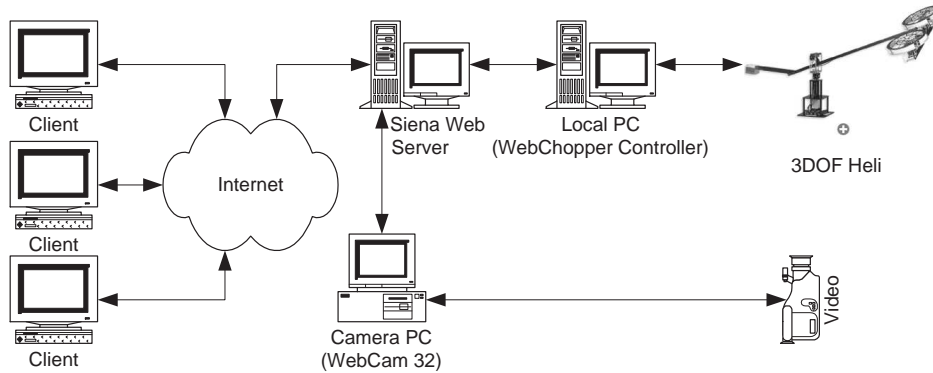 Client
Client
Client
Internet
Siena Web
Server
Local PC
(WebChopper Controller)
3DOF Heli
Camera PC
(WebCam 32)
Video